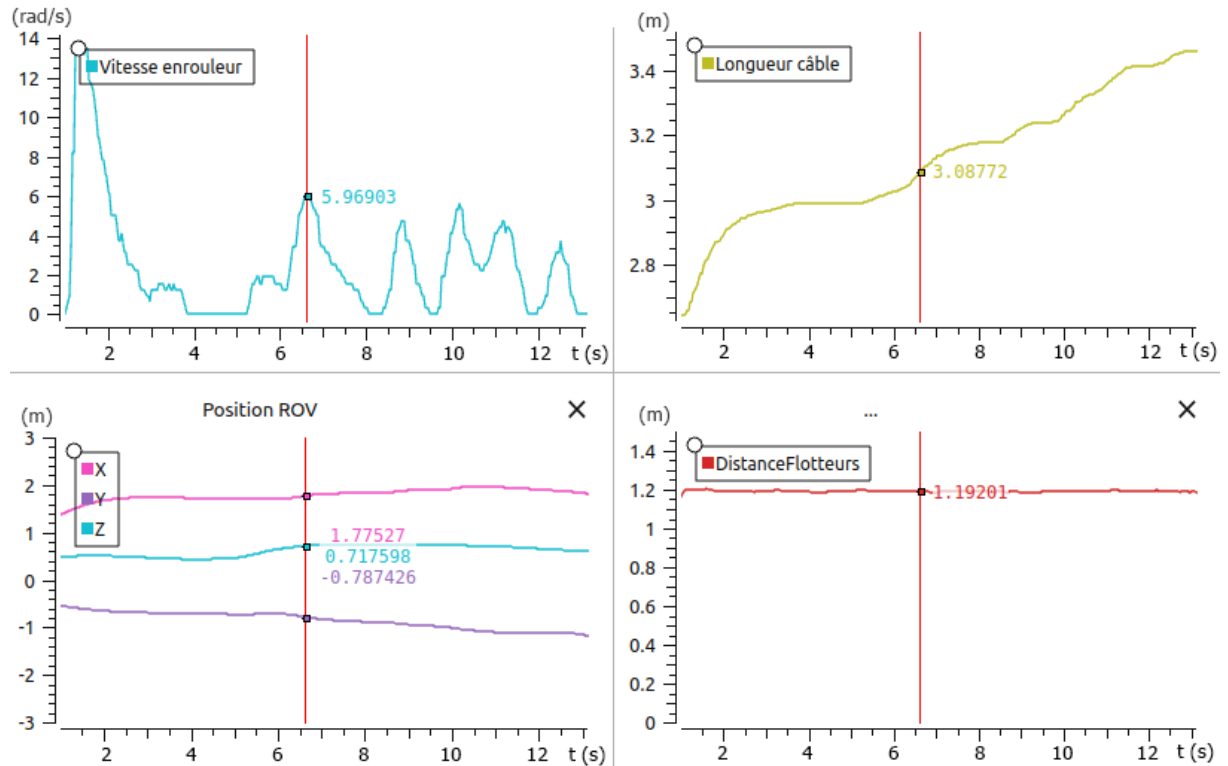 (rad/s)
14
12
10
8
6
4
2
0
Vitesse enrouleur
5.96903
2 4 6 8 10 12 t (s)
(m)
3.4
3.2
3
2.8
Longueur câble
3.08772
2 4 6 8 10 12 t (s)
Position ROV ×
(m)
3
2
1
0
-1
-2
-3
X
Y
Z
1.77527
0.717598
-0.787426
2 4 6 8 10 12 t (s)
... ×
(m)
1.4
1.2
1
0.8
0.6
0.4
0.2
0
DistanceFlotteurs
1.19201
2 4 6 8 10 12 t (s)